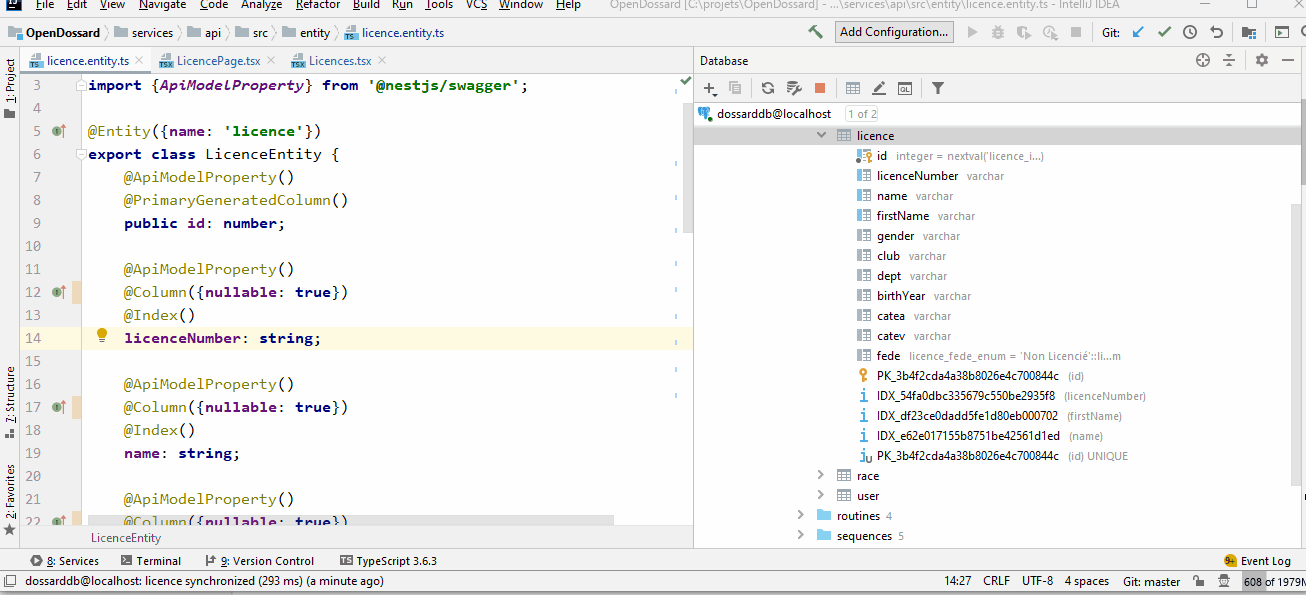 File Edit View Navigate Code Analyze Refactor Build Run Tools VCS Window Help OpenDossard [C:\projets\OpenDossard] - ...\services\api\src\entity\licence.entity.ts - IntelliJ IDEA
OpenDossard services api src entity licence.entity.ts Add Configuration... Git:
licence.entity.ts LicencePage.tsx Licences.tsx
1: Project
7: Structure
2: Favorites
3 import {ApiModelProperty} from '@nestjs/swagger';
4
5 @Entity({name: 'licence'})
6 export class LicenceEntity {
7 @ApiModelProperty()
8 @PrimaryGeneratedColumn()
9 public id: number;
10
11 @ApiModelProperty()
12 @Column({nullable: true})
13 @Index()
14 licenceNumber: string;
15
16 @ApiModelProperty()
17 @Column({nullable: true})
18 @Index()
19 name: string;
20
21 @ApiModelProperty()
22 @Column({nullable: true})
LicenceEntity
Database
QL
dossarddb@localhost 1 of 2
licence
id integer = nextval('licence_i...)
licenceNumber varchar
name varchar
firstName varchar
gender varchar
club varchar
dept varchar
birthYear varchar
catea varchar
catev varchar
fede licence_fede_enum = 'Non Licencié'::li...m
PK_3b4f2cda4a38b8026e4c700844c (id)
IDX_54fa0dbc335679c550be2935f8 (licenceNumber)
IDX_df23ce0dadd5fe1d80eb000702 (firstName)
IDX_e62e017155b8751be42561d1ed (name)
PK_3b4f2cda4a38b8026e4c700844c (id) UNIQUE
race
user
routines 4
sequences 5
8: Services Terminal 9: Version Control TypeScript 3.6.3 9+ Event Log
dossarddb@localhost: licence synchronized (293 ms) (a minute ago) 14:27 CRLF UTF-8 4 spaces Git: master 608 of 1979M